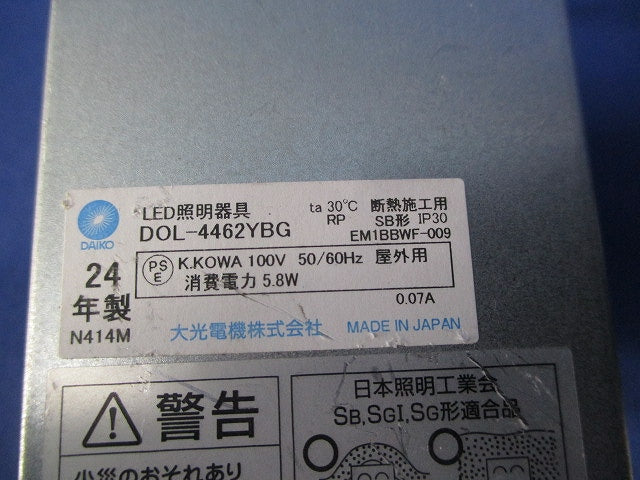 DAIKO
LED照明器具
DOL-4462YBG
ta 30℃ 断熱施工用
RP SB形 IP30
EM1BBWF-009
24
年製
N414M
PSE K.KOWA 100V 50/60Hz 屋外用
消費電力 5.8W
0.07A
大光電機株式会社 MADE IN JAPAN
警告
火災のおそれあり
日本照明工業会
SB,SGI,SG形適合品